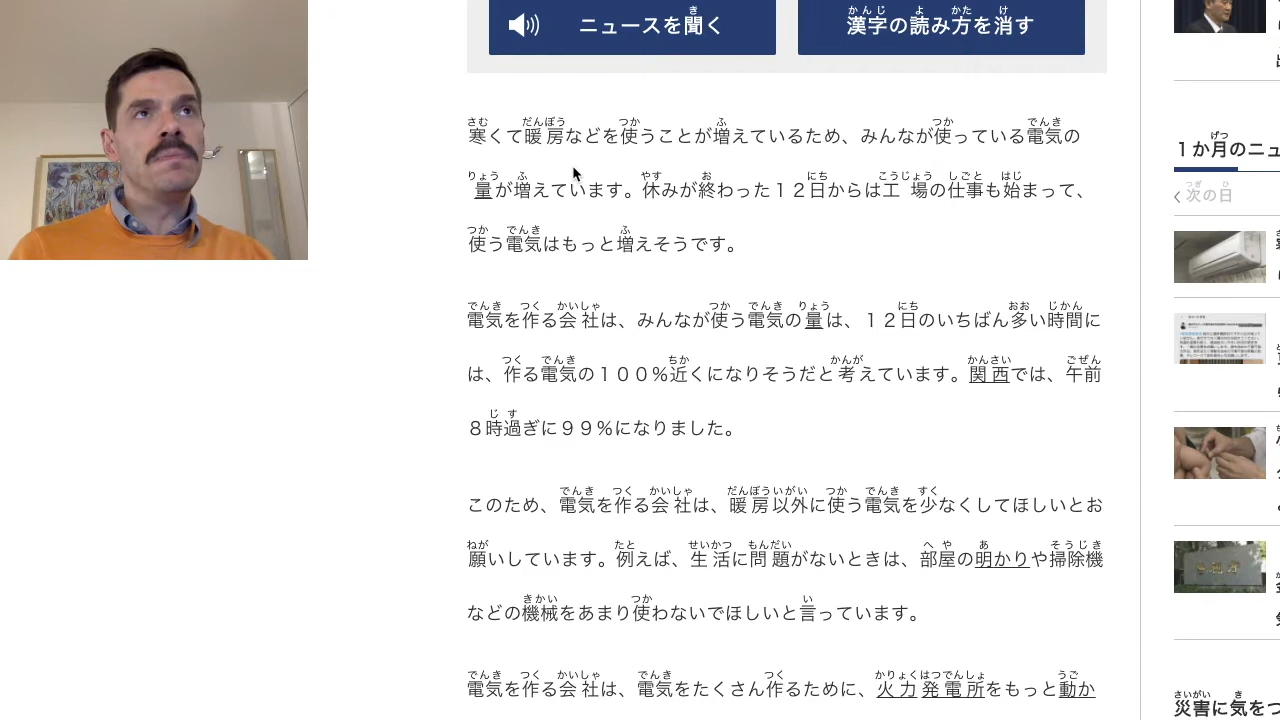 ニュースを聞く
漢字の読み方を消す
寒くて暖房などを使うことが増えているため、みんなが使っている電気の
量が増えています。休みが終わった１２日からは工場の仕事も始まって、
使う電気はもっと増えそうです。
電気を作る会社は、みんなが使う電気の量は、１２日のいちばん多い時間に
は、作る電気の１００％近くになりそうだと考えています。関西では、午前
８時過ぎに９９％になりました。
このため、電気を作る会社は、暖房以外に使う電気を少なくしてほしいとお
願いしています。例えば、生活に問題がないときは、部屋の明かりや掃除機
などの機械をあまり使わないでほしいと言っています。
電気を作る会社は、電気をたくさん作るために、火力発電所をもっと動か
１か月のニュ
次の日
災害に気をつ